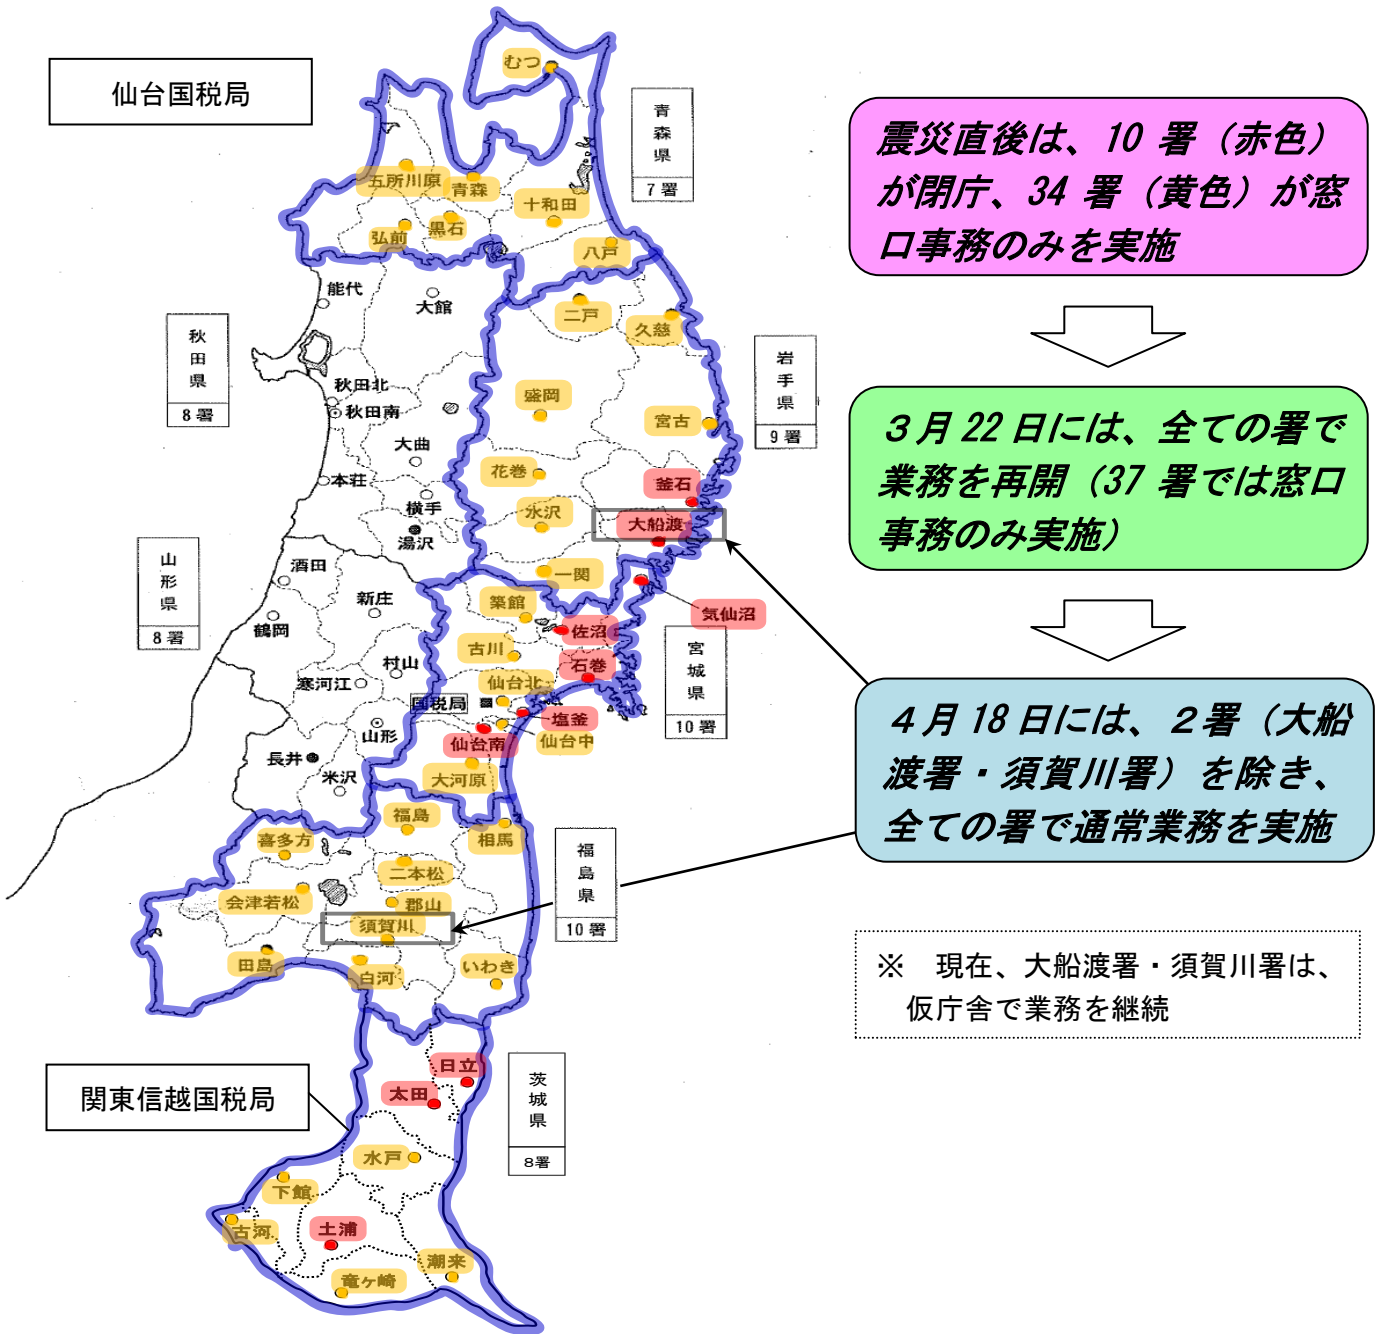 仙台国税局
むつ
青森県
7署
五所川原
青森
十和田
弘前
黒石
八戸
能代
大館
二戸
久慈
秋田県
8署
岩手県
9署
秋田北
秋田南
盛岡
宮古
大曲
花巻
本荘
横手
釜石
湯沢
水沢
大船渡
山形県
8署
酒田
新庄
一関
鶴岡
築館
気仙沼
佐沼
古川
宮城県
10署
村山
石巻
寒河江
仙台北
国税局
塩釜
山形
仙台南
仙台中
長井
米沢
大河原
福島
相馬
喜多方
二本松
福島県
10署
会津若松
郡山
須賀川
田島
白河
いわき
日立
太田
茨城県
8署
関東信越国税局
水戸
下館
古河
土浦
潮来
竜ヶ崎
震災直後は、10 署（赤色）
が閉庁、34 署（黄色）が窓
口事務のみを実施
３月 22 日には、全ての署で
業務を再開（37 署では窓口
事務のみ実施）
４月 18 日には、２署（大船
渡署・須賀川署）を除き、
全ての署で通常業務を実施
※　現在、大船渡署・須賀川署は、
仮庁舎で業務を継続